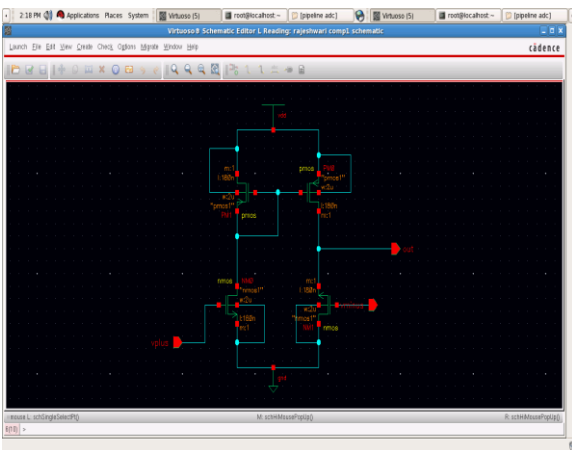 2:18 PM Applications Places System Virtuoso (5) root@localhost:~ [pipeline adc] Virtuoso (5) root@localhost:~ [pipeline adc]
Virtuoso® Schematic Editor L Reading: rajeshwari comp1 schematic
Launch File Edit View Create Check Options Migrate Window Help cādence
m:1 pmos PM0
l:180n "pmos1"
w:2u w:2u
"pmos1" l:180n
PM1 pmos m:1
out
nmos NM0 m:1
"nmos1" l:180n
w:2u w:2u
l:180n "nmos1"
m:1 NM1 nmos
vplus
mouse L: schSingleSelectPt() M: schHiMousePopUp() R: schHiMousePopUp()
>